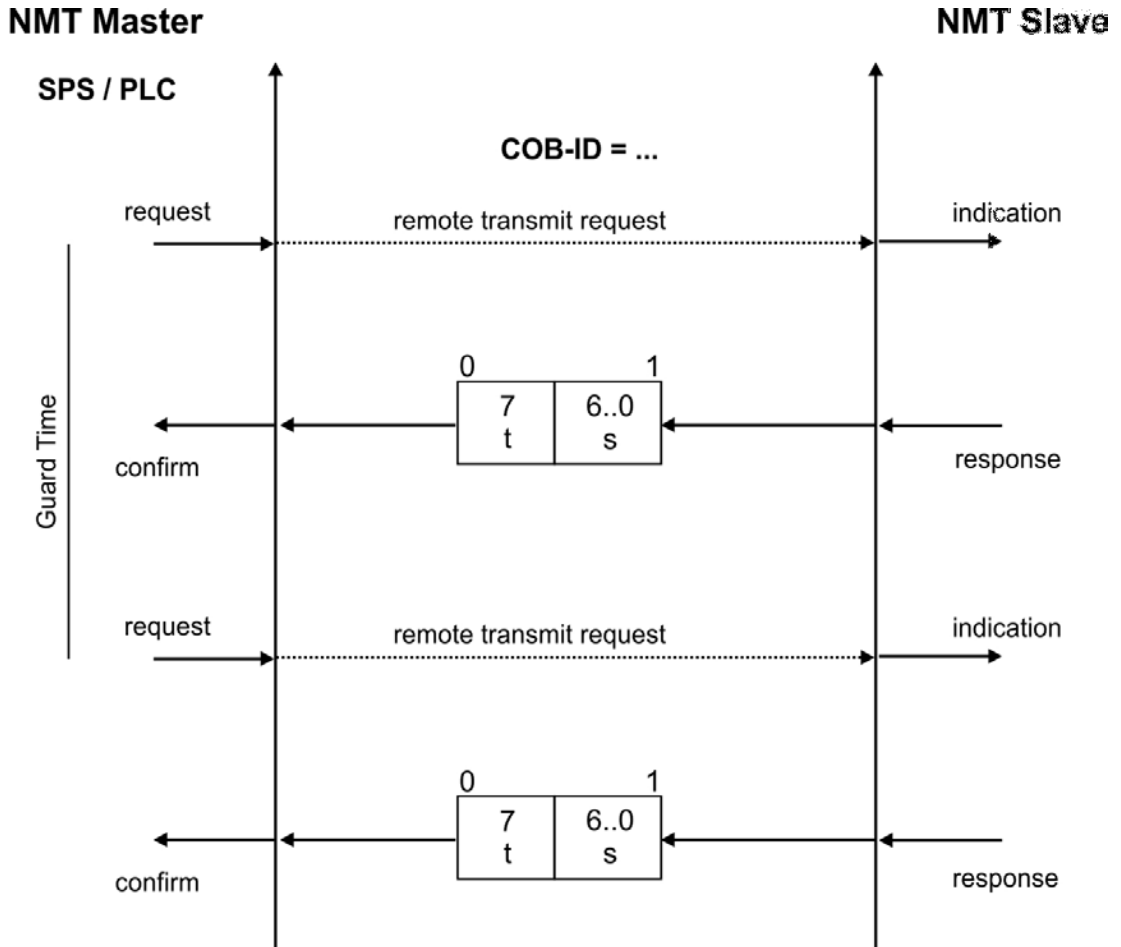 NMT Master
NMT Slave
SPS / PLC
COB-ID = ...
request
remote transmit request
indication
0 1
7 6..0
t s
confirm
response
Guard Time
request
remote transmit request
indication
0 1
7 6..0
t s
confirm
response